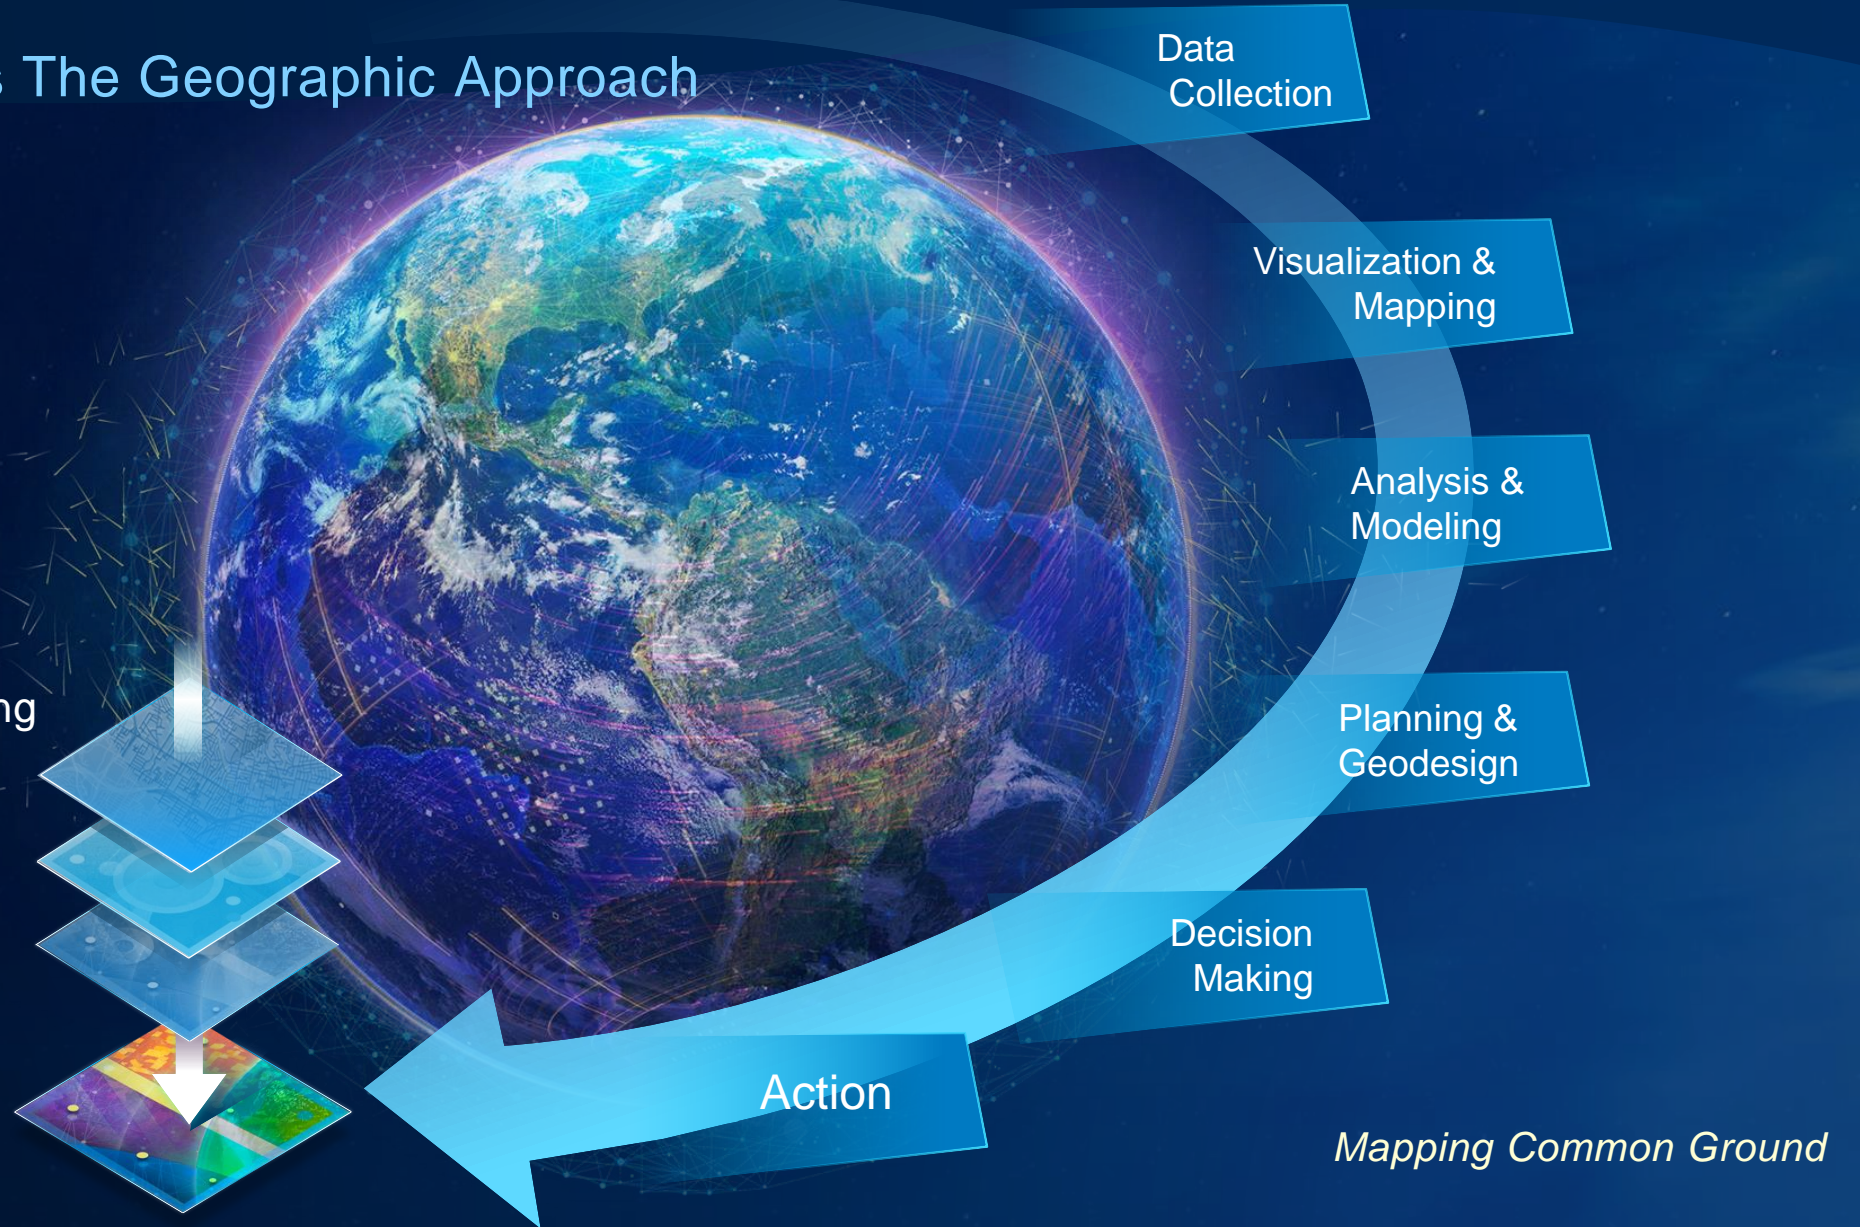 The Geographic Approach
Data
Collection
Visualization &
Mapping
Analysis &
Modeling
Planning &
Geodesign
Decision
Making
Action
Mapping Common Ground